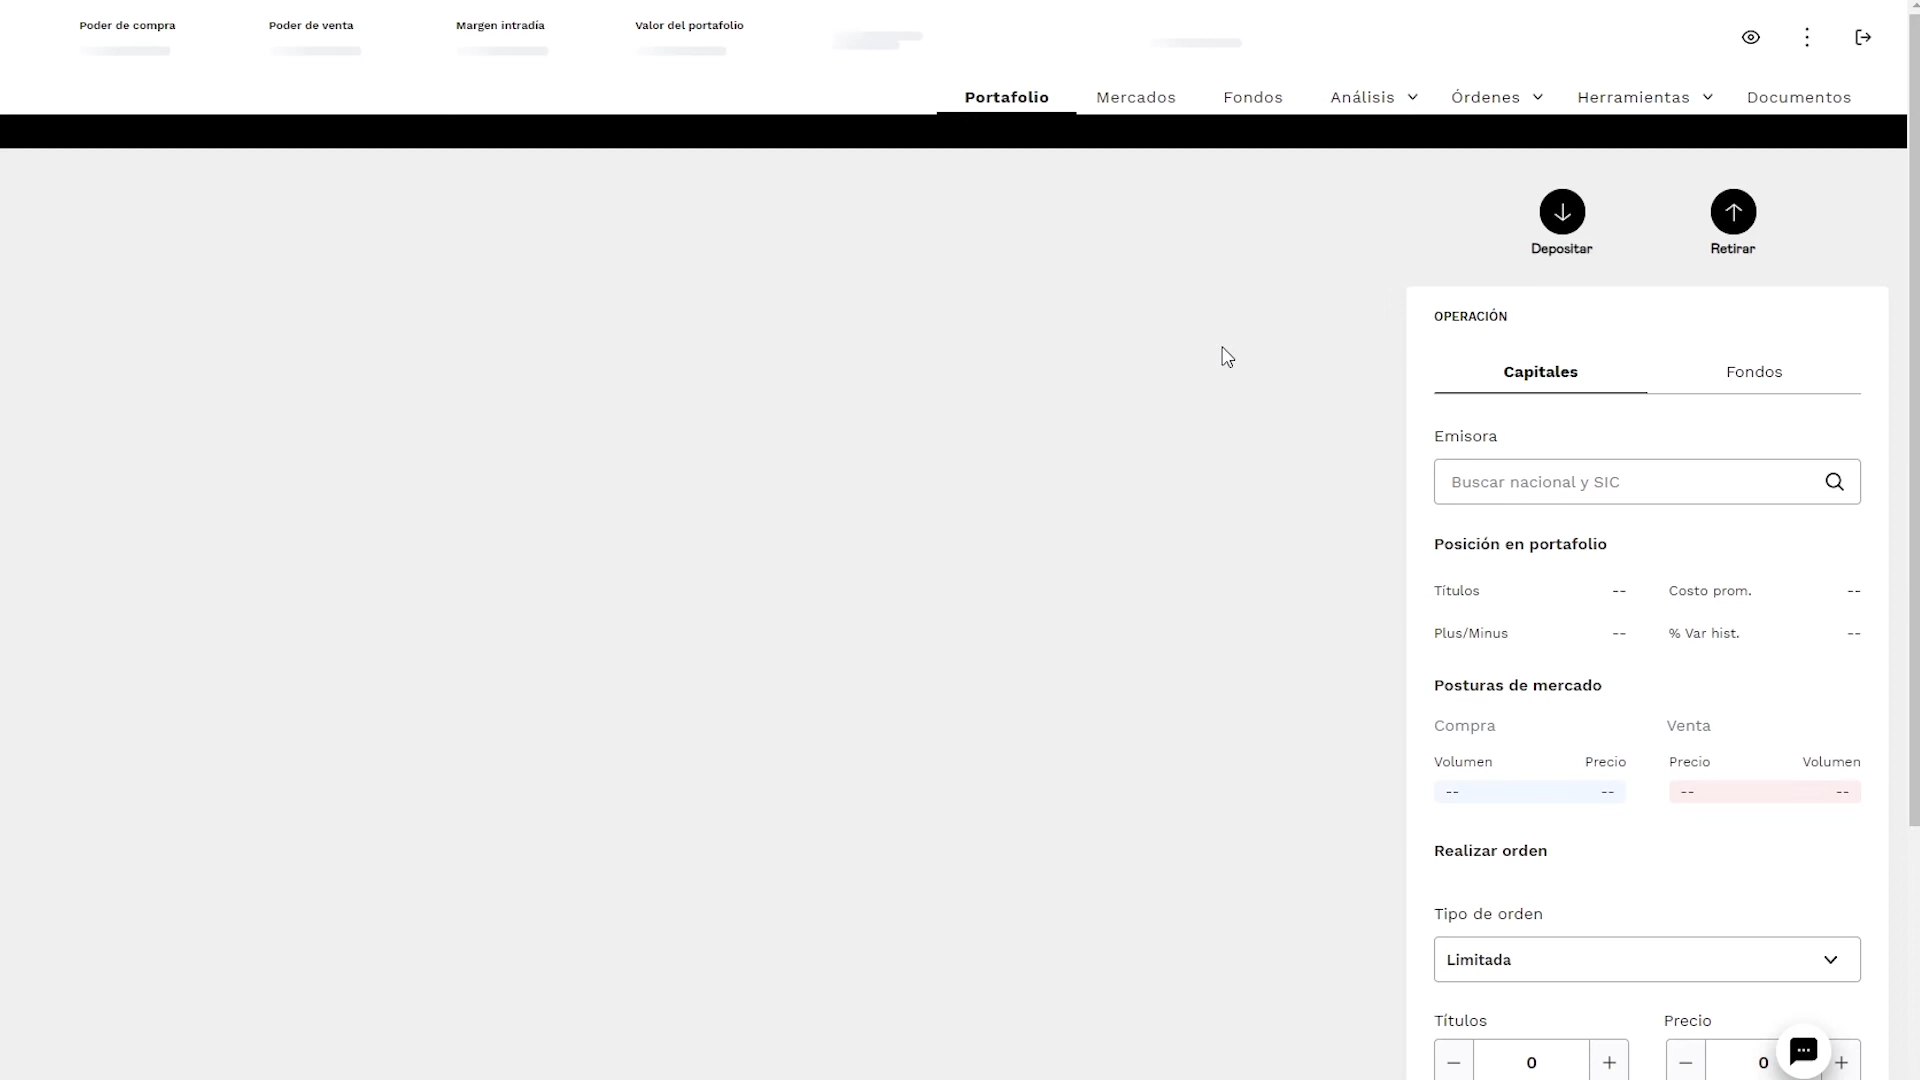 Poder de compra
Poder de venta
Margen intradía
Valor del portafolio
Portafolio
Mercados
Fondos
Análisis
Órdenes
Herramientas
Documentos
Depositar
Retirar
OPERACIÓN
Capitales
Fondos
Emisora
Buscar nacional y SIC
Posición en portafolio
Títulos -- Costo prom. --
Plus/Minus -- % Var hist. --
Posturas de mercado
Compra Venta
Volumen Precio Precio Volumen
-- -- -- --
Realizar orden
Tipo de orden
Limitada
Títulos Precio
− 0 + − 0 +